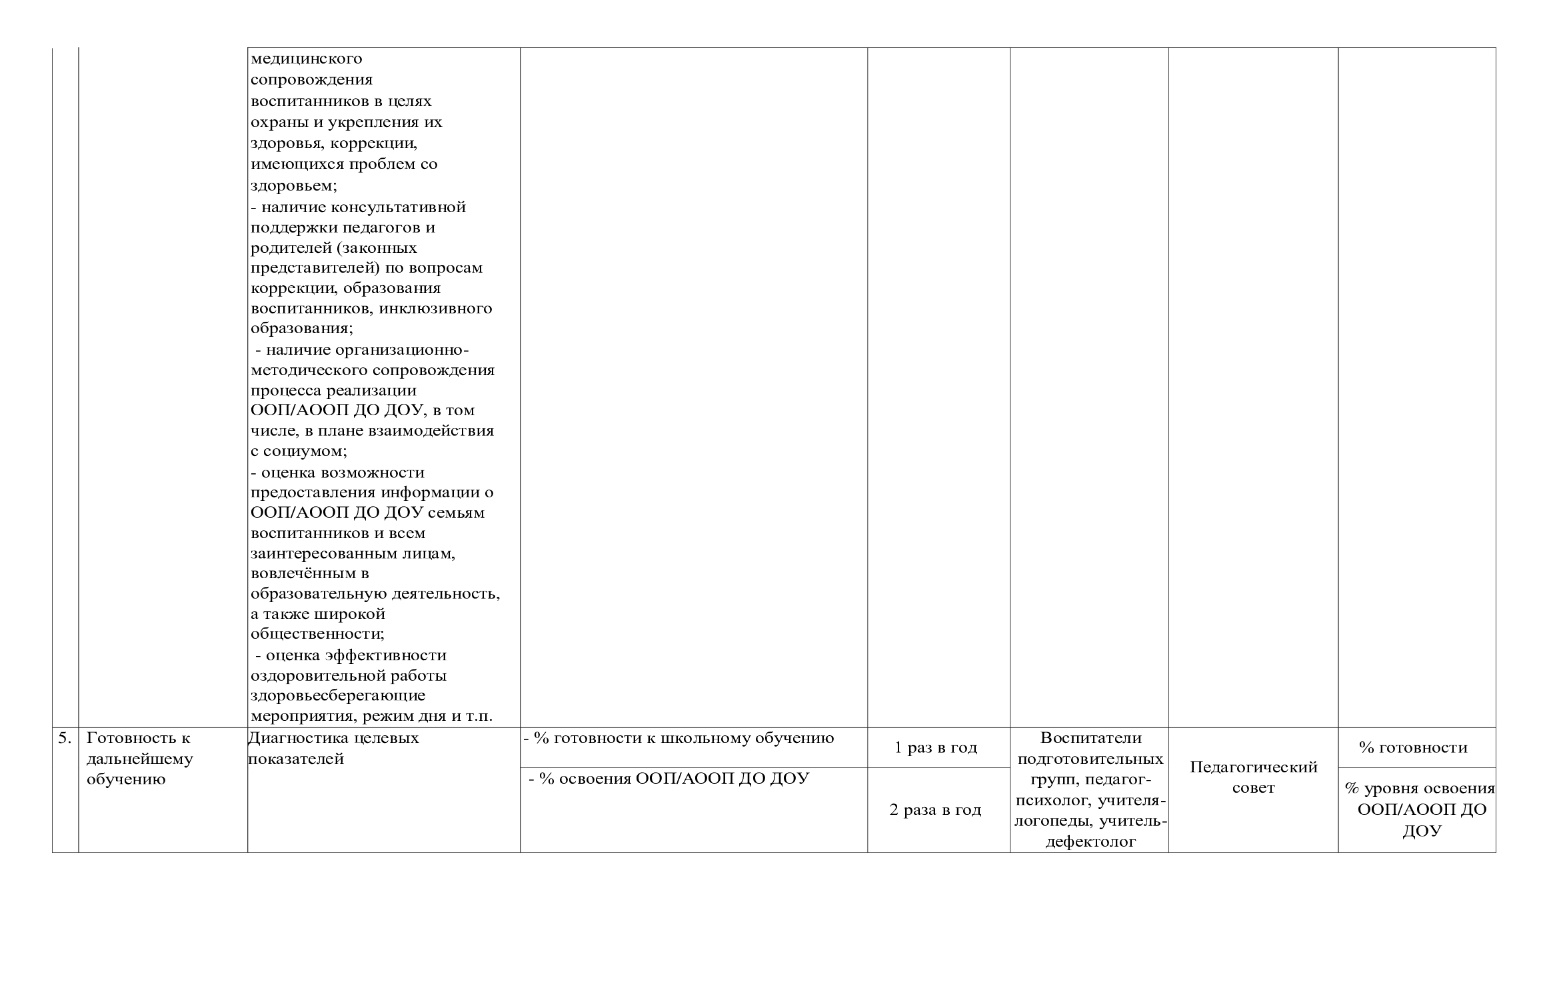 медицинского
сопровождения
воспитанников в целях
охраны и укрепления их
здоровья, коррекции,
имеющихся проблем со
здоровьем;
- наличие консультативной
поддержки педагогов и
родителей (законных
представителей) по вопросам
коррекции, образования
воспитанников, инклюзивного
образования;
- наличие организационно-
методического сопровождения
процесса реализации
ООП/АООП ДО ДОУ, в том
числе, в плане взаимодействия
с социумом;
- оценка возможности
предоставления информации о
ООП/АООП ДО ДОУ семьям
воспитанников и всем
заинтересованным лицам,
вовлечённым в
образовательную деятельность,
а также широкой
общественности;
- оценка эффективности
оздоровительной работы
здоровьесберегающие
мероприятия, режим дня и т.п.
5.
Готовность к
дальнейшему
обучению
Диагностика целевых
показателей
- % готовности к школьному обучению
- % освоения ООП/АООП ДО ДОУ
1 раз в год
2 раза в год
Воспитатели
подготовительных
групп, педагог-
психолог, учителя-
логопеды, учитель-
дефектолог
Педагогический
совет
% готовности
% уровня освоения
ООП/АООП ДО
ДОУ